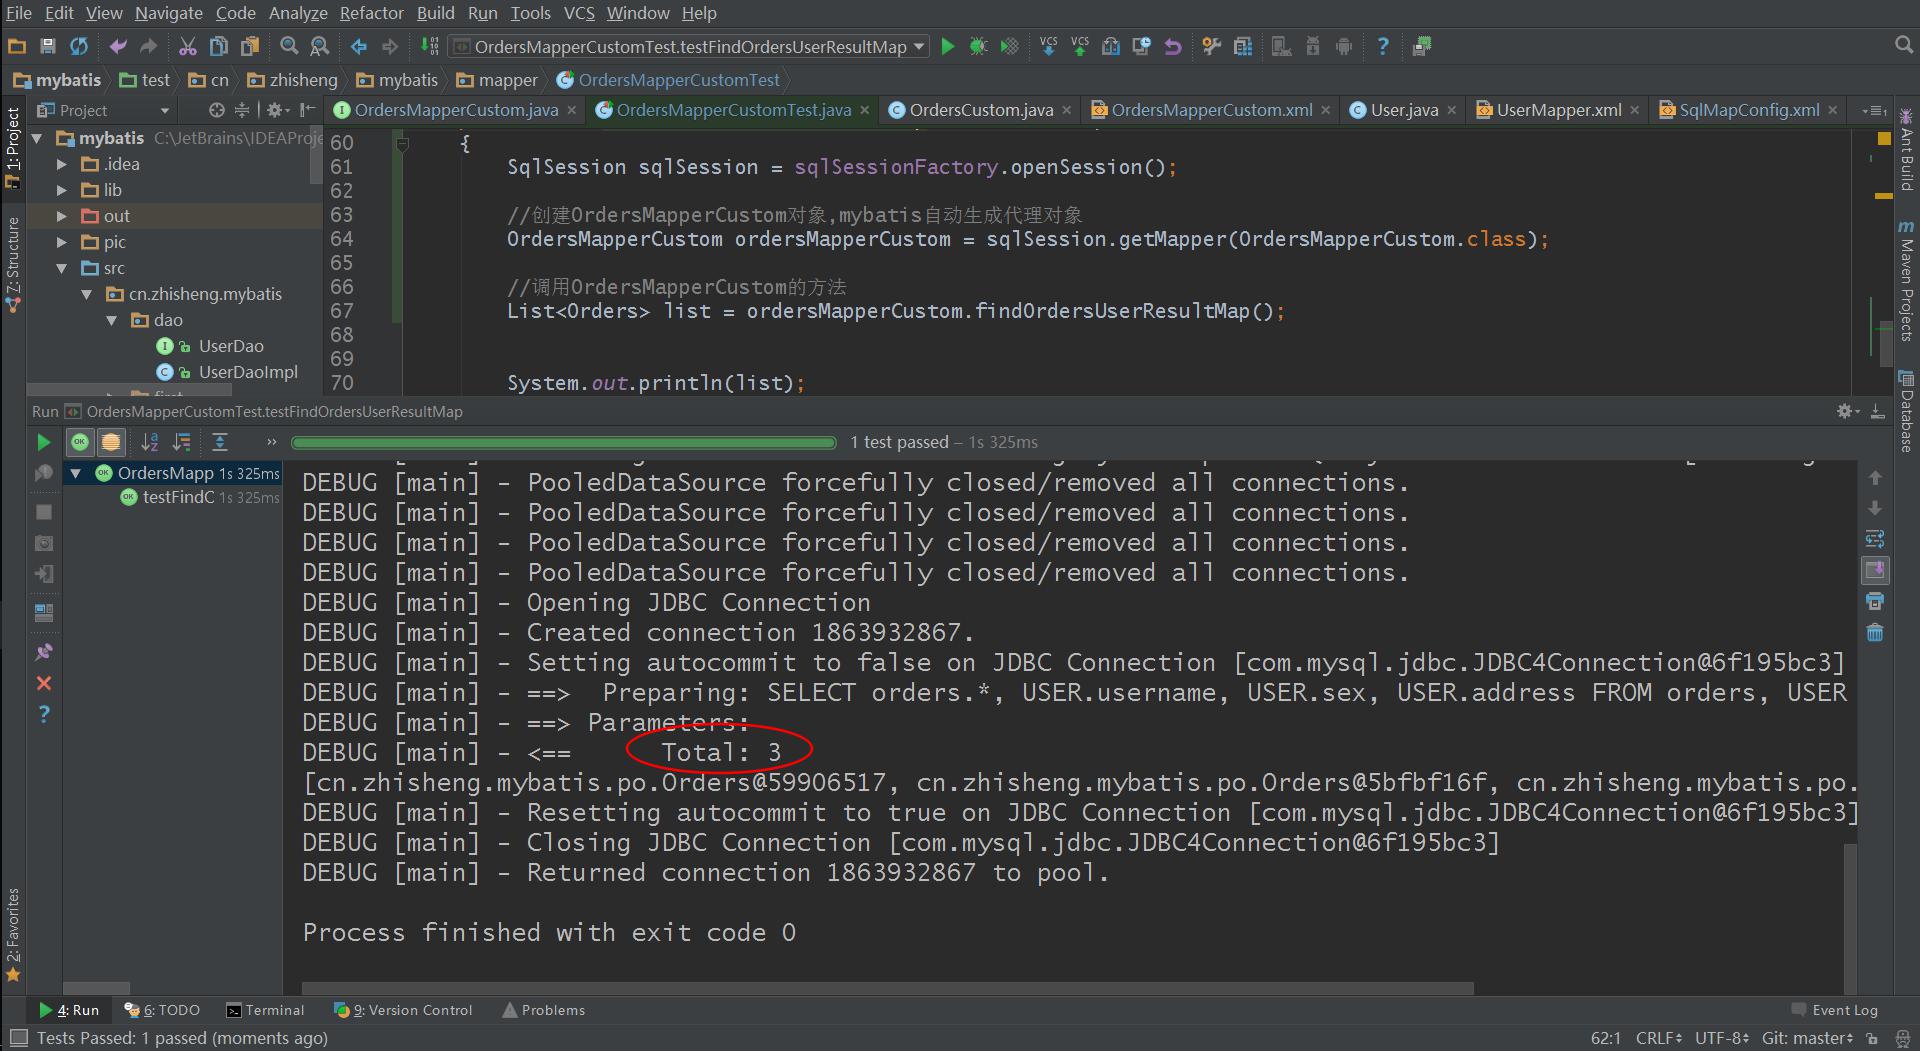 File Edit View Navigate Code Analyze Refactor Build Run Tools VCS Window Help
OrdersMapperCustomTest.testFindOrdersUserResultMap
mybatis test cn zhisheng mybatis mapper OrdersMapperCustomTest
Project
OrdersMapperCustom.java OrdersMapperCustomTest.java OrdersCustom.java OrdersMapperCustom.xml User.java UserMapper.xml SqlMapConfig.xml
1: Project
Z: Structure
2: Favorites
mybatis C:\JetBrains\IDEAProje
.idea
lib
out
pic
src
cn.zhisheng.mybatis
dao
UserDao
UserDaoImpl
60 {
61 SqlSession sqlSession = sqlSessionFactory.openSession();
62
63 //创建OrdersMapperCustom对象,mybatis自动生成代理对象
64 OrdersMapperCustom ordersMapperCustom = sqlSession.getMapper(OrdersMapperCustom.class);
65
66 //调用OrdersMapperCustom的方法
67 List<Orders> list = ordersMapperCustom.findOrdersUserResultMap();
68
69
70 System.out.println(list);
Ant Build
Maven Projects
Database
Run OrdersMapperCustomTest.testFindOrdersUserResultMap
1 test passed – 1s 325ms
OrdersMapp 1s 325ms
testFindC 1s 325ms
DEBUG [main] - PooledDataSource forcefully closed/removed all connections.
DEBUG [main] - PooledDataSource forcefully closed/removed all connections.
DEBUG [main] - PooledDataSource forcefully closed/removed all connections.
DEBUG [main] - PooledDataSource forcefully closed/removed all connections.
DEBUG [main] - Opening JDBC Connection
DEBUG [main] - Created connection 1863932867.
DEBUG [main] - Setting autocommit to false on JDBC Connection [com.mysql.jdbc.JDBC4Connection@6f195bc3]
DEBUG [main] - ==>  Preparing: SELECT orders.*, USER.username, USER.sex, USER.address FROM orders, USER
DEBUG [main] - ==> Parameters:
DEBUG [main] - <==      Total: 3
[cn.zhisheng.mybatis.po.Orders@59906517, cn.zhisheng.mybatis.po.Orders@5bfbf16f, cn.zhisheng.mybatis.po.
DEBUG [main] - Resetting autocommit to true on JDBC Connection [com.mysql.jdbc.JDBC4Connection@6f195bc3]
DEBUG [main] - Closing JDBC Connection [com.mysql.jdbc.JDBC4Connection@6f195bc3]
DEBUG [main] - Returned connection 1863932867 to pool.
Process finished with exit code 0
4: Run 6: TODO Terminal 9: Version Control Problems Event Log
Tests Passed: 1 passed (moments ago) 62:1 CRLF UTF-8 Git: master